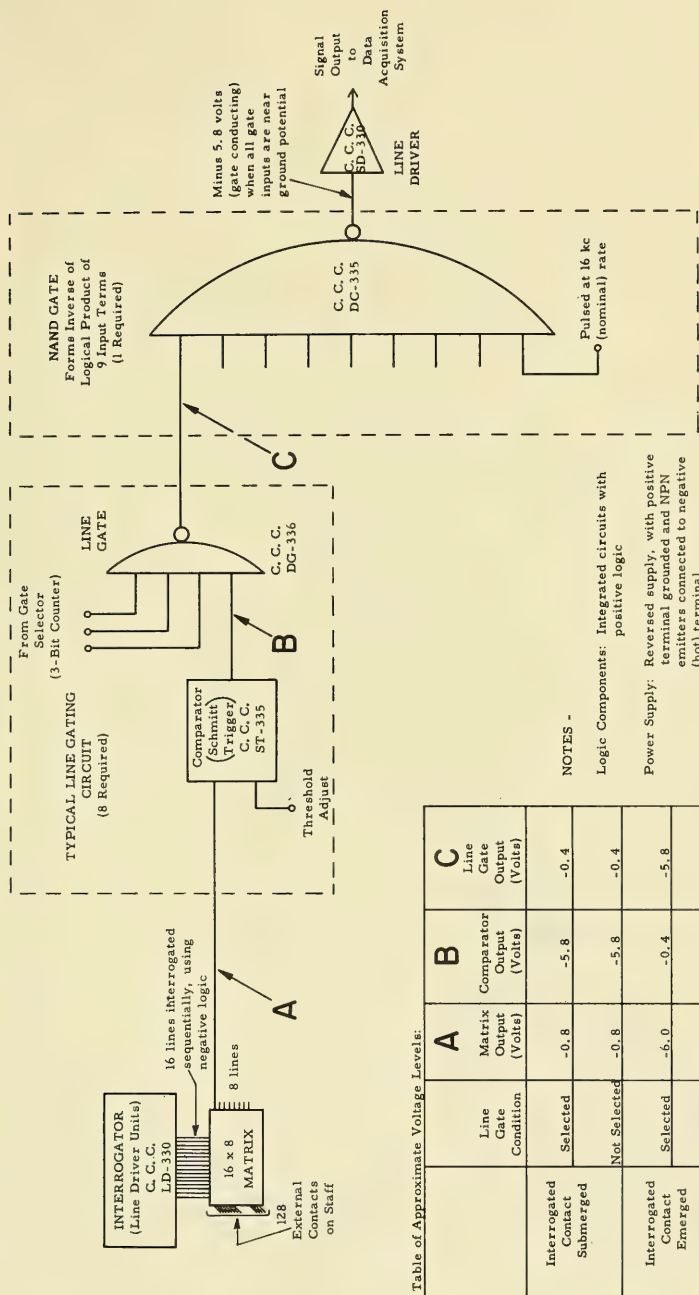 INTERROGATOR
(Line Driver Units)
C. C. C.
LD-330
16 lines interrogated
sequentially, using
negative logic
16 x 8
MATRIX
8 lines
128
External
Contacts
on Staff
A
TYPICAL LINE GATING
CIRCUIT
(8 Required)
From Gate
Selector
(3-Bit Counter)
LINE
GATE
C. C. C.
DG-336
Comparator
(Schmitt
Trigger)
C. C. C.
ST-335
Threshold
Adjust
B
C
NAND GATE
Forms Inverse of
Logical Product of
9 Input Terms
(1 Required)
C. C. C.
DC-335
Pulsed at 16 kc
(nominal) rate
Minus 5.8 volts
(gate conducting)
when all gate
inputs are near
ground potential
C. C. C.
SD-330
LINE
DRIVER
Signal
Output
to
Data
Acquisition
System
Table of Approximate Voltage Levels:
Line
Gate
Condition
A
Matrix
Output
(Volts)
B
Comparator
Output
(Volts)
C
Line
Gate
Output
(Volts)
Interrogated
Contact
Submerged
Selected -0.8 -5.8 -0.4
Not Selected -0.8 -5.8 -0.4
Interrogated
Contact
Emerged
Selected -6.0 -0.4 -5.8
NOTES -
Logic Components: Integrated circuits with
positive logic
Power Supply: Reversed supply, with positive
terminal grounded and NPN
emitters connected to negative
(hot) terminal